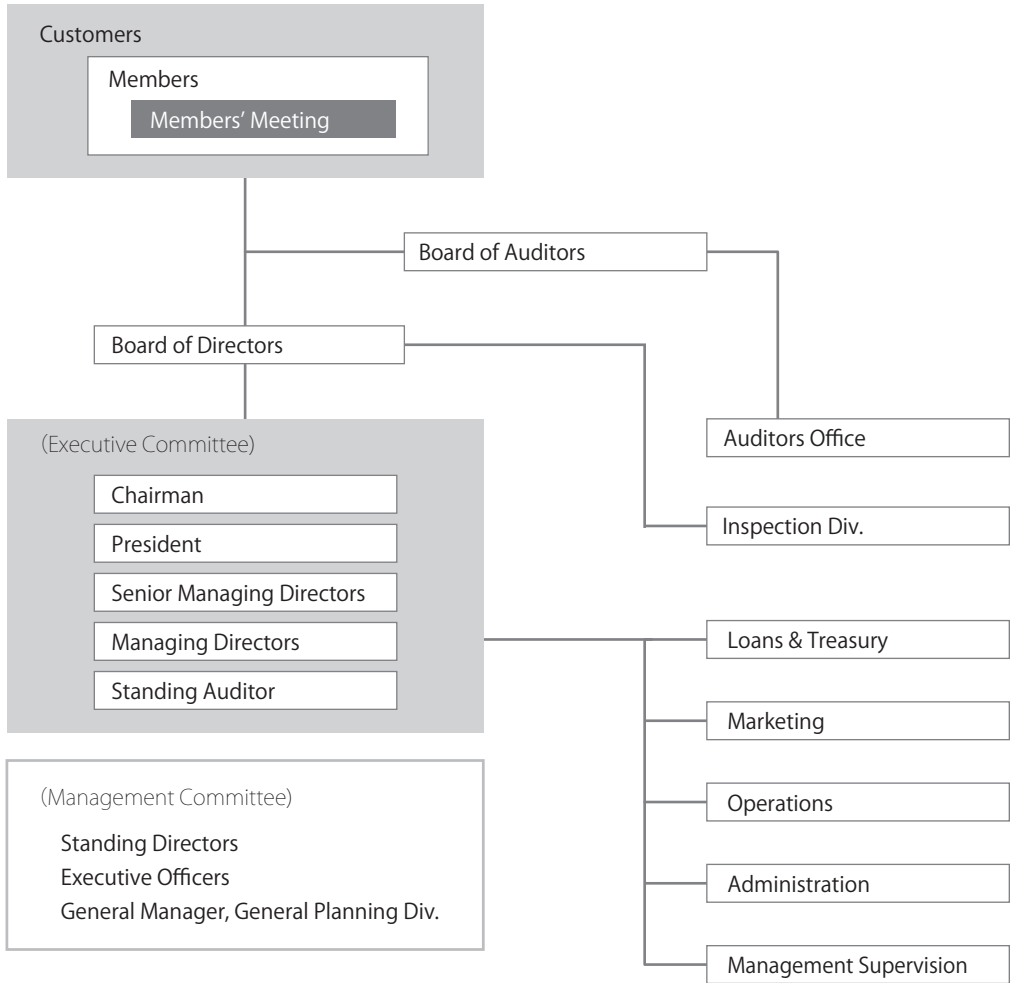 Customers
Members
Members’ Meeting
Board of Auditors
Board of Directors
(Executive Committee)
Chairman
President
Senior Managing Directors
Managing Directors
Standing Auditor
Auditors Office
Inspection Div.
Loans & Treasury
Marketing
Operations
Administration
Management Supervision
(Management Committee)
Standing Directors
Executive Officers
General Manager, General Planning Div.